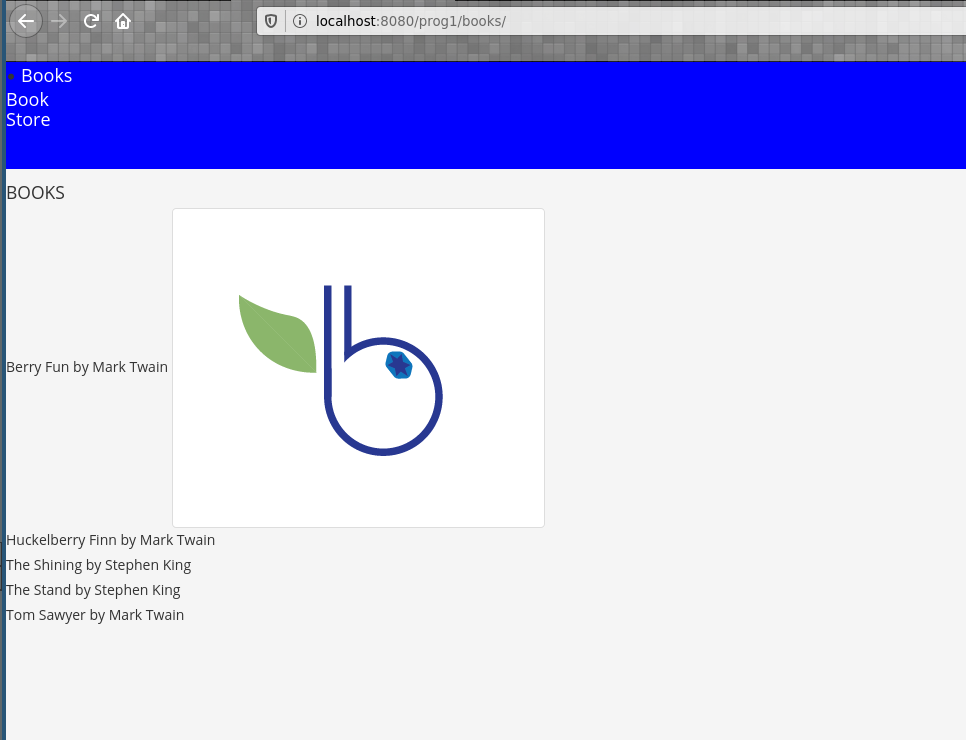 localhost:8080/prog1/books/
Books
Book
Store
BOOKS
Berry Fun by Mark Twain
Huckelberry Finn by Mark Twain
The Shining by Stephen King
The Stand by Stephen King
Tom Sawyer by Mark Twain